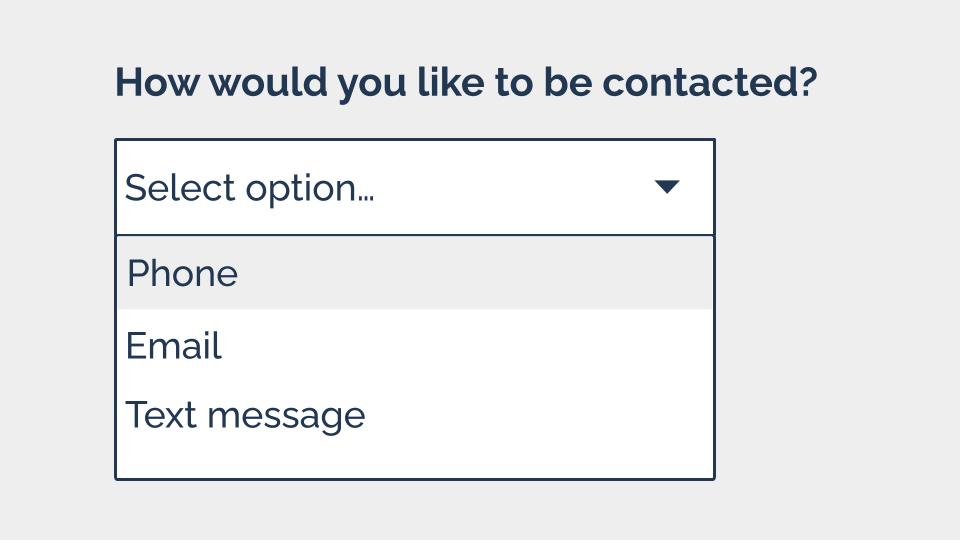 How would you like to be contacted?
Select option...
Phone
Email
Text message